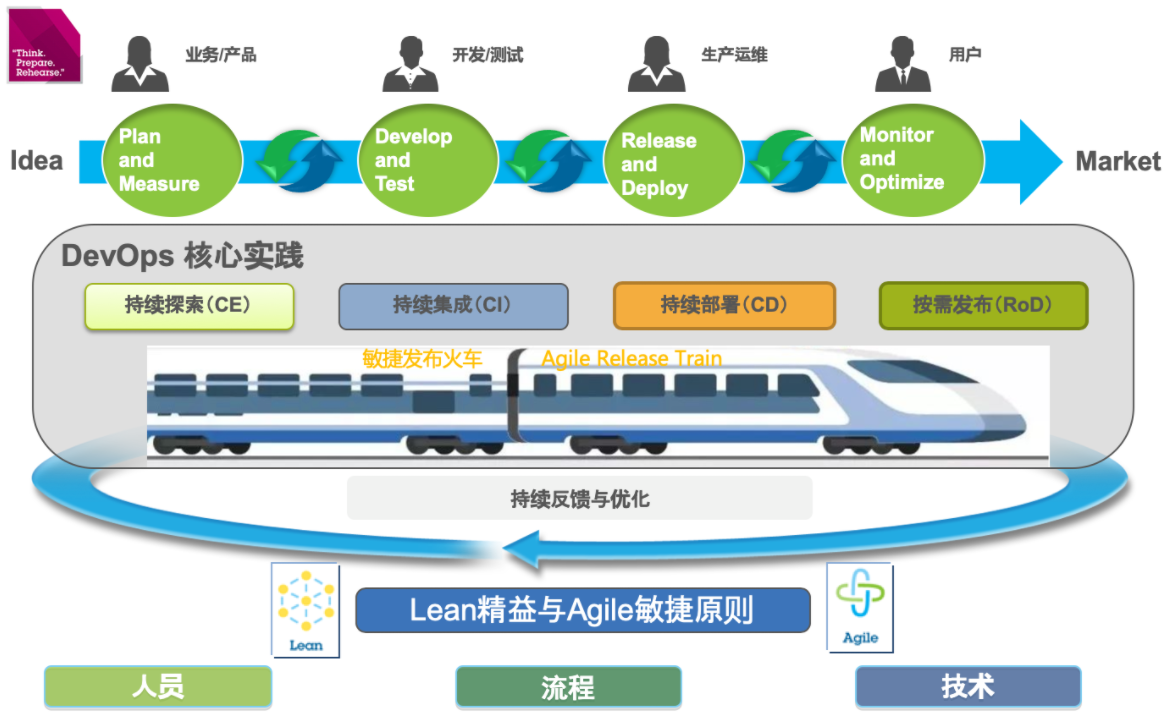 "Think.
Prepare.
Rehearse."
业务/产品
开发/测试
生产运维
用户
Idea
Plan
and
Measure
Develop
and
Test
Release
and
Deploy
Monitor
and
Optimize
Market
DevOps 核心实践
持续探索(CE)
持续集成(CI)
持续部署(CD)
按需发布(RoD)
敏捷发布火车 Agile Release Train
持续反馈与优化
Lean
Lean精益与Agile敏捷原则
Agile
人员
流程
技术